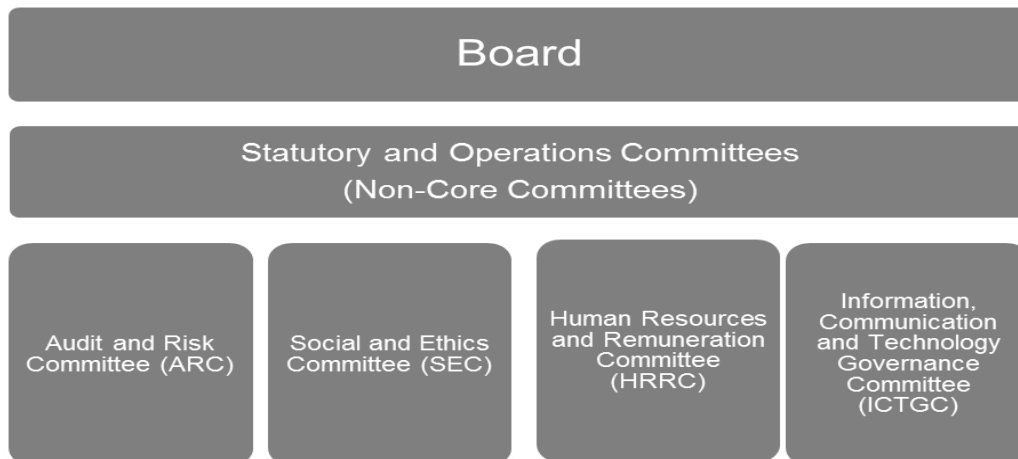 Board
Statutory and Operations Committees
(Non-Core Committees)
Audit and Risk
Committee (ARC)
Social and Ethics
Committee (SEC)
Human Resources
and Remuneration
Committee
(HRRC)
Information,
Communication
and Technology
Governance
Committee
(ICTGC)